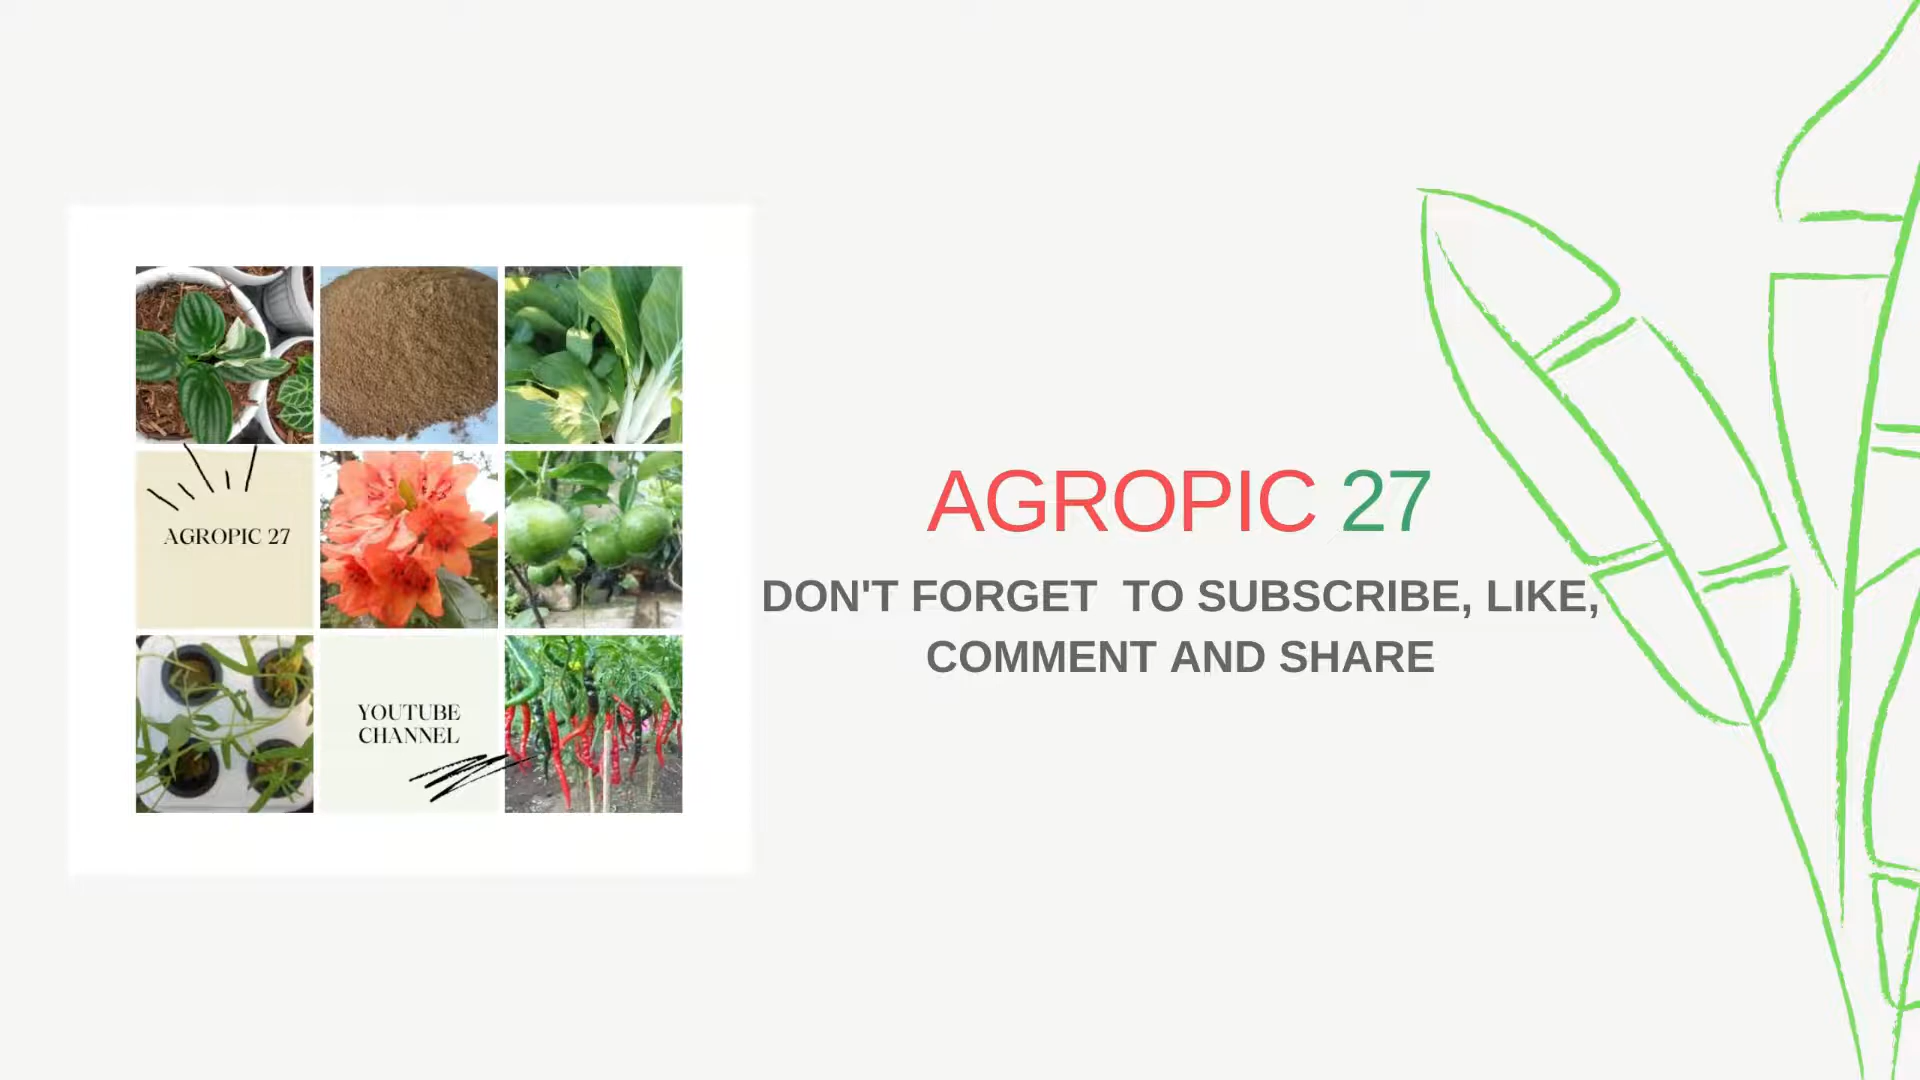 AGROPIC 27
YOUTUBE
CHANNEL
AGROPIC 27
DON'T FORGET  TO SUBSCRIBE, LIKE,
COMMENT AND SHARE